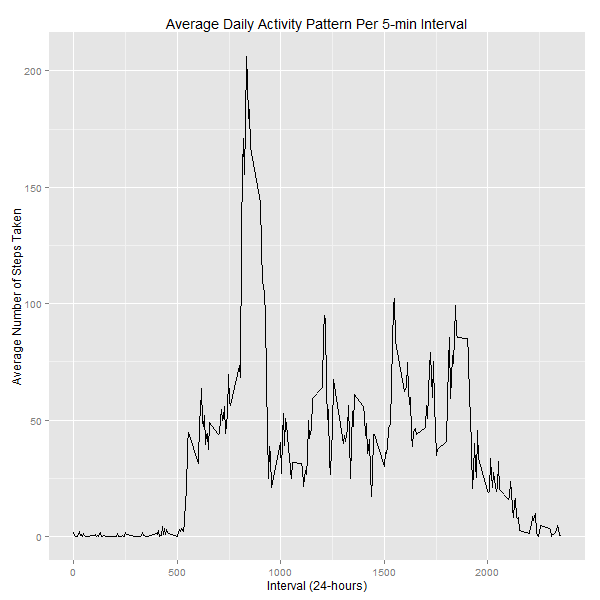 Average Daily Activity Pattern Per 5-min Interval
Average Number of Steps Taken
200
150
100
50
0
0 500 1000 1500 2000
Interval (24-hours)